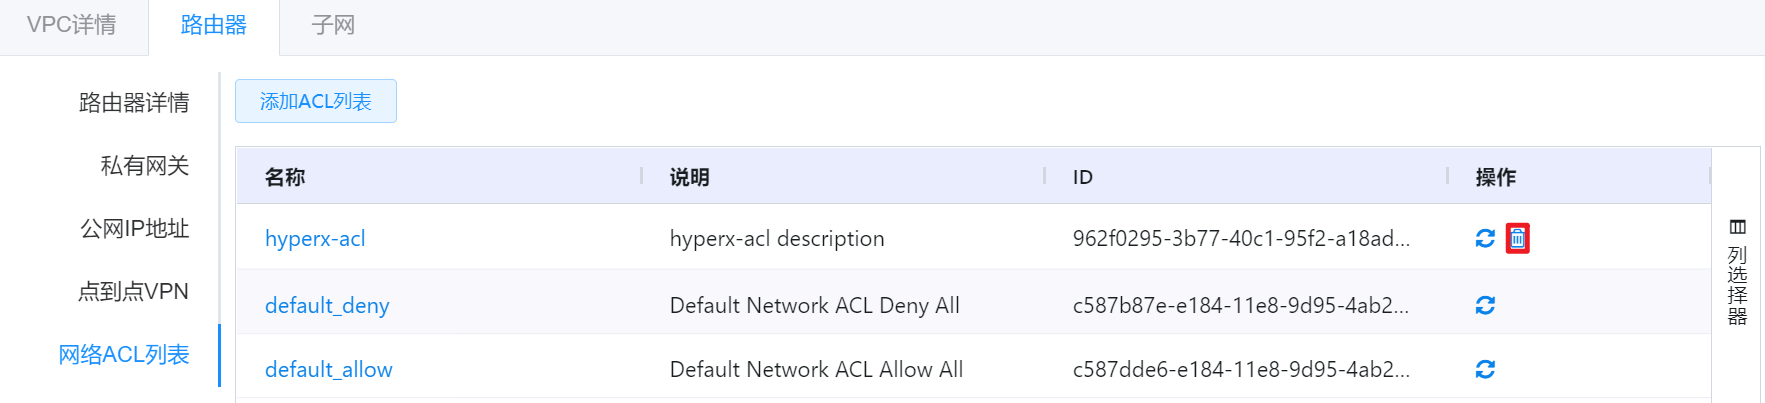 VPC详情 路由器 子网
路由器详情
私有网关
公网IP地址
点到点VPN
网络ACL列表
添加ACL列表
名称 说明 ID 操作
hyperx-acl hyperx-acl description 962f0295-3b77-40c1-95f2-a18ad...
default_deny Default Network ACL Deny All c587b87e-e184-11e8-9d95-4ab2...
default_allow Default Network ACL Allow All c587dde6-e184-11e8-9d95-4ab2...
列选择器